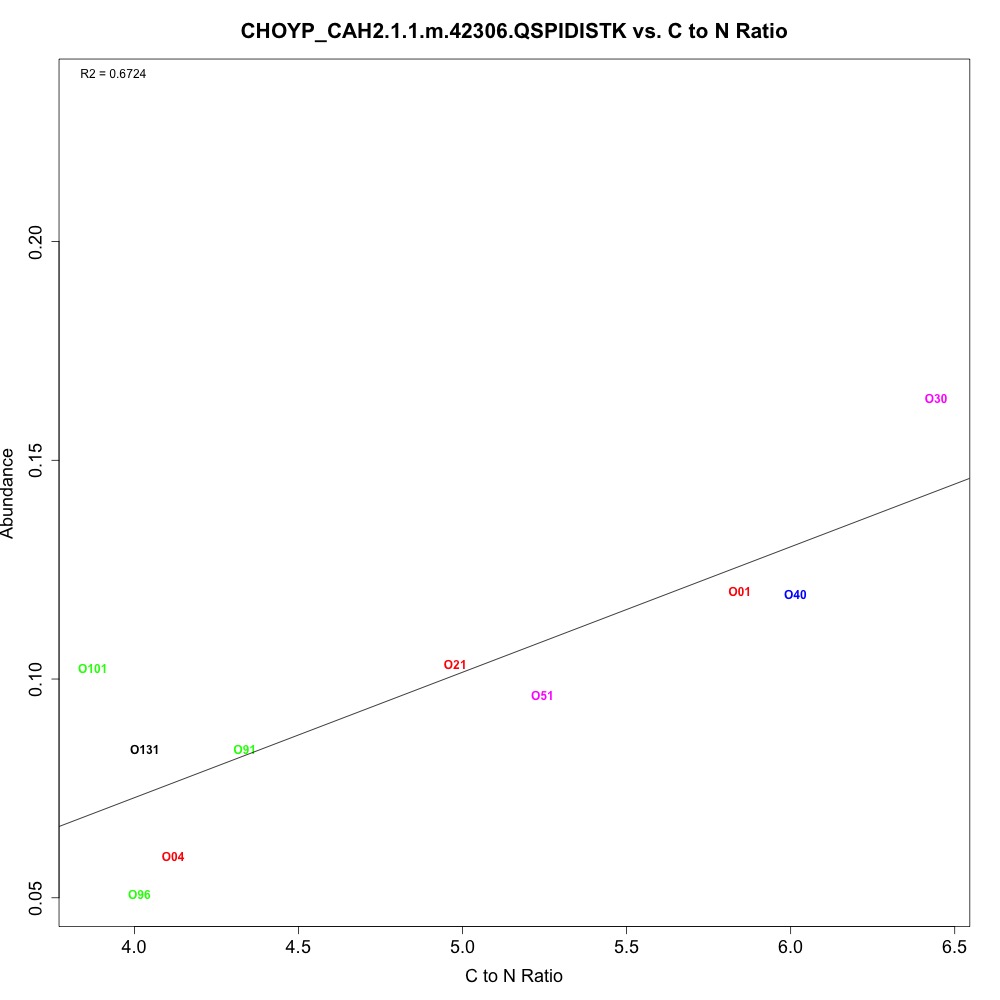 CHOYP_CAH2.1.1.m.42306.QSPIDISTK vs. C to N Ratio
R2 = 0.6724
0.20
O30
0.15
Abundance
O01
O40
O21
O101
0.10
O51
O131
O91
O04
O96
0.05
4.0 4.5 5.0 5.5 6.0 6.5
C to N Ratio